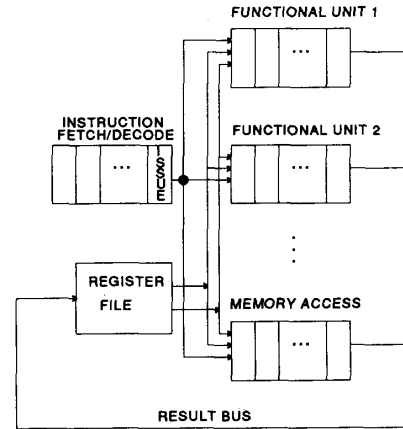 FUNCTIONAL UNIT 1
...
INSTRUCTION
FETCH/DECODE
...
ISSUE
FUNCTIONAL UNIT 2
...
REGISTER
FILE
MEMORY ACCESS
...
RESULT BUS